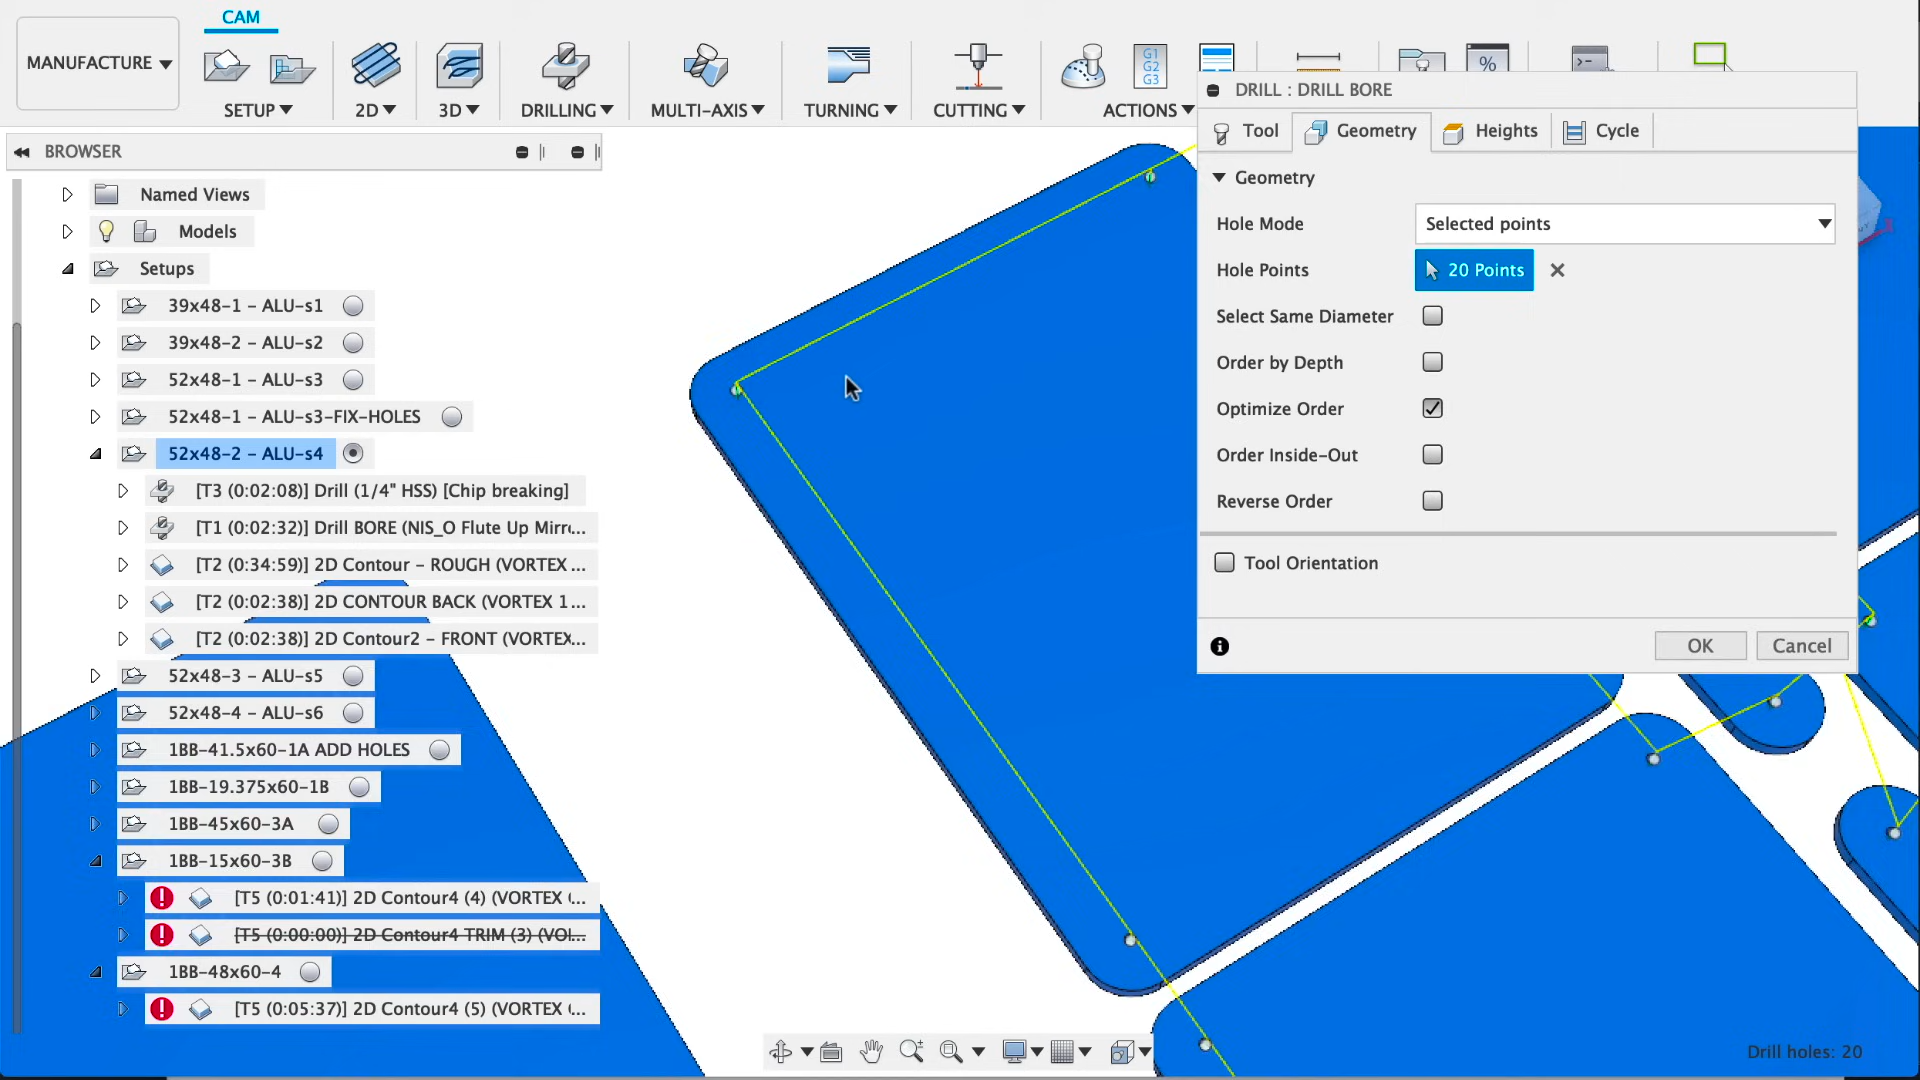 CAM
MANUFACTURE
SETUP
2D
3D
DRILLING
MULTI-AXIS
TURNING
CUTTING
G1
G2
G3
ACTIONS
%
BROWSER
Named Views
Models
Setups
39x48-1 - ALU-s1
39x48-2 - ALU-s2
52x48-1 - ALU-s3
52x48-1 - ALU-s3-FIX-HOLES
52x48-2 - ALU-s4
[T3 (0:02:08)] Drill (1/4" HSS) [Chip breaking]
[T1 (0:02:32)] Drill BORE (NIS_O Flute Up Mirr...
[T2 (0:34:59)] 2D Contour - ROUGH (VORTEX ...
[T2 (0:02:38)] 2D CONTOUR BACK (VORTEX 1...
[T2 (0:02:38)] 2D Contour2 - FRONT (VORTEX...
52x48-3 - ALU-s5
52x48-4 - ALU-s6
1BB-41.5x60-1A ADD HOLES
1BB-19.375x60-1B
1BB-45x60-3A
1BB-15x60-3B
[T5 (0:01:41)] 2D Contour4 (4) (VORTEX (...
[T5 (0:00:00)] 2D Contour4 TRIM (3) (VO...
1BB-48x60-4
[T5 (0:05:37)] 2D Contour4 (5) (VORTEX (...
DRILL : DRILL BORE
Tool
Geometry
Heights
Cycle
Geometry
Hole Mode
Selected points
Hole Points
20 Points
Select Same Diameter
Order by Depth
Optimize Order
Order Inside-Out
Reverse Order
Tool Orientation
OK
Cancel
Drill holes: 20